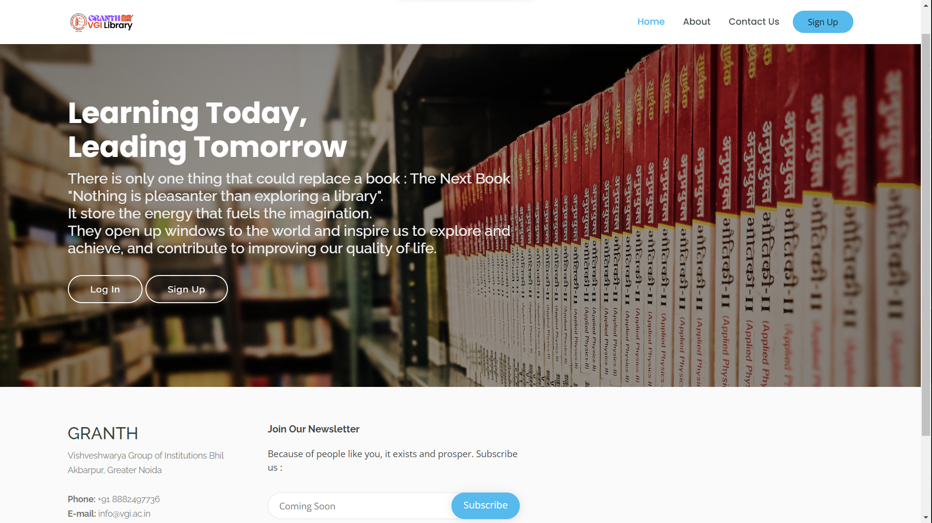 GRANTH
VGI Library
Home
About
Contact Us
Sign Up
Learning Today,
Leading Tomorrow
There is only one thing that could replace a book : The Next Book
"Nothing is pleasanter than exploring a library".
It store the energy that fuels the imagination.
They open up windows to the world and inspire us to explore and
achieve, and contribute to improving our quality of life.
Log In
Sign Up
(Applied Physics II)
GRANTH
Vishveshwarya Group of Institutions Bhil
Akbarpur, Greater Noida
Phone: +91 8882497736
E-mail: info@vgi.ac.in
Join Our Newsletter
Because of people like you, it exists and prosper. Subscribe
us :
Coming Soon
Subscribe